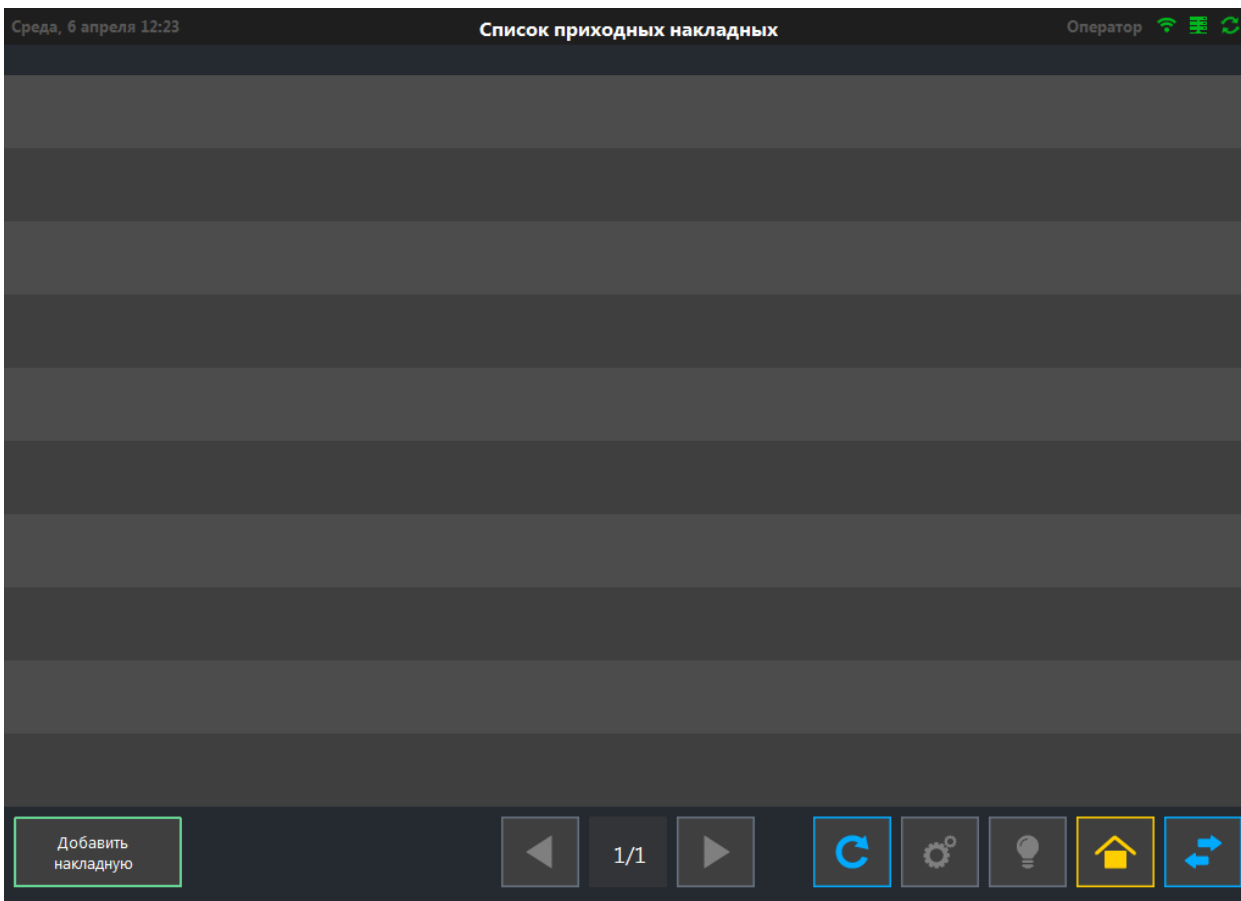 Среда, 6 апреля 12:23
Список приходных накладных
Оператор
Добавить
накладную
1/1